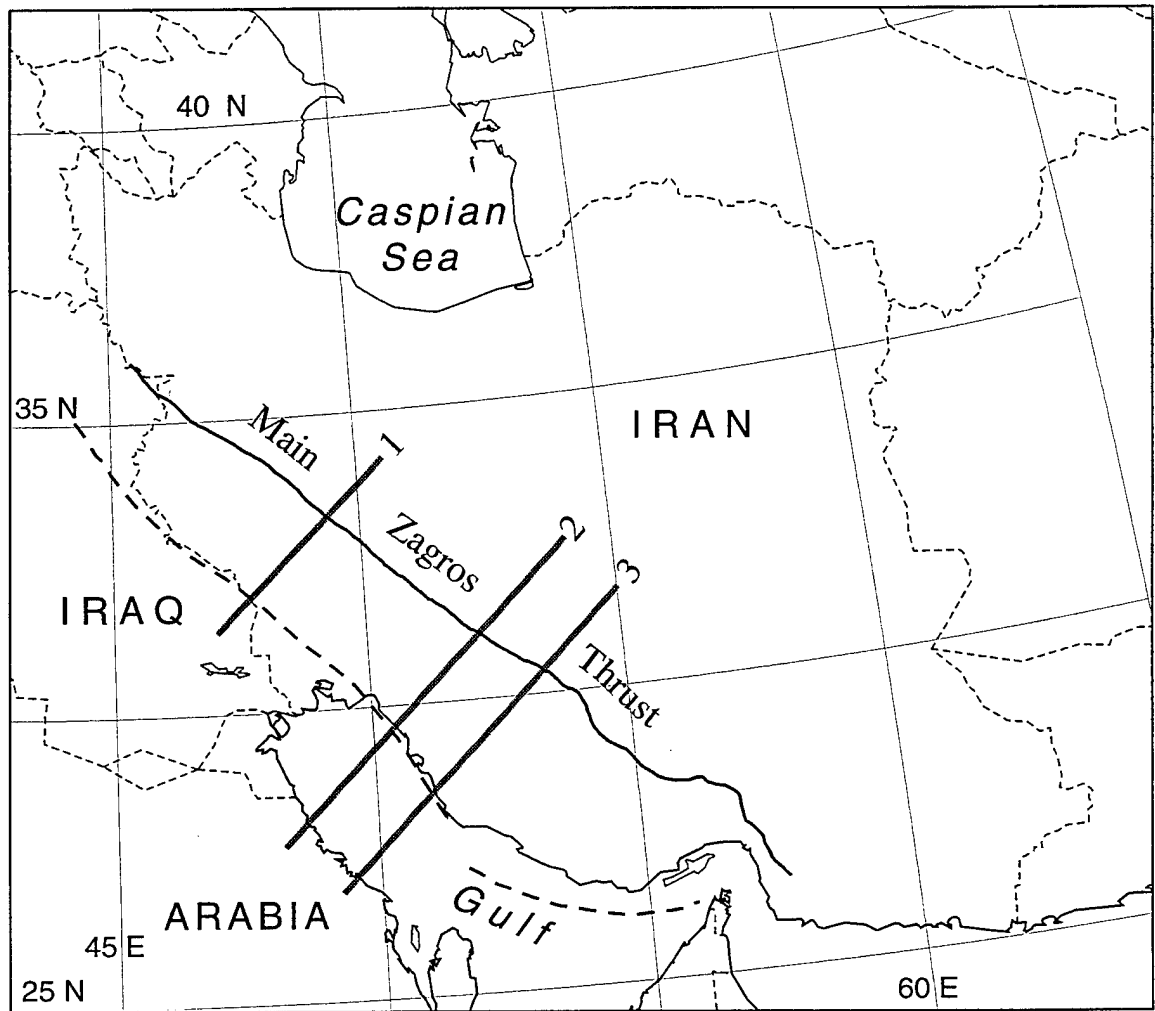 40 N
Caspian
Sea
35 N
IRAN
Main
1
Zagros
2
IRAQ
3
Thrust
ARABIA
Gulf
45 E
25 N
60 E